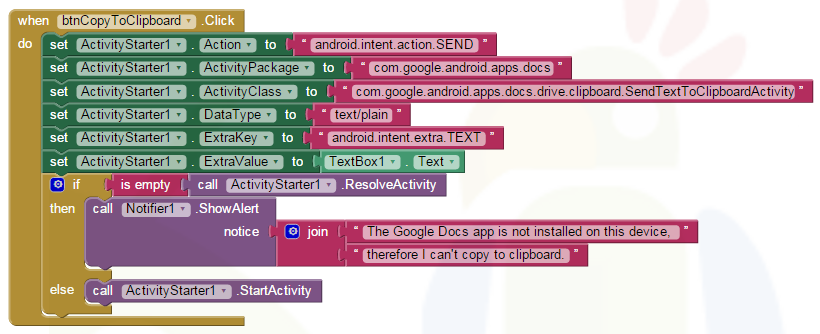 when btnCopyToClipboard .Click
do set ActivityStarter1 . Action to " android.intent.action.SEND "
set ActivityStarter1 . ActivityPackage to " com.google.android.apps.docs "
set ActivityStarter1 . ActivityClass to " com.google.android.apps.docs.drive.clipboard.SendTextToClipboardActivity "
set ActivityStarter1 . DataType to " text/plain "
set ActivityStarter1 . ExtraKey to " android.intent.extra.TEXT "
set ActivityStarter1 . ExtraValue to TextBox1 . Text
if is empty call ActivityStarter1 .ResolveActivity
then call Notifier1 .ShowAlert
notice join " The Google Docs app is not installed on this device, "
" therefore I can't copy to clipboard. "
else call ActivityStarter1 .StartActivity